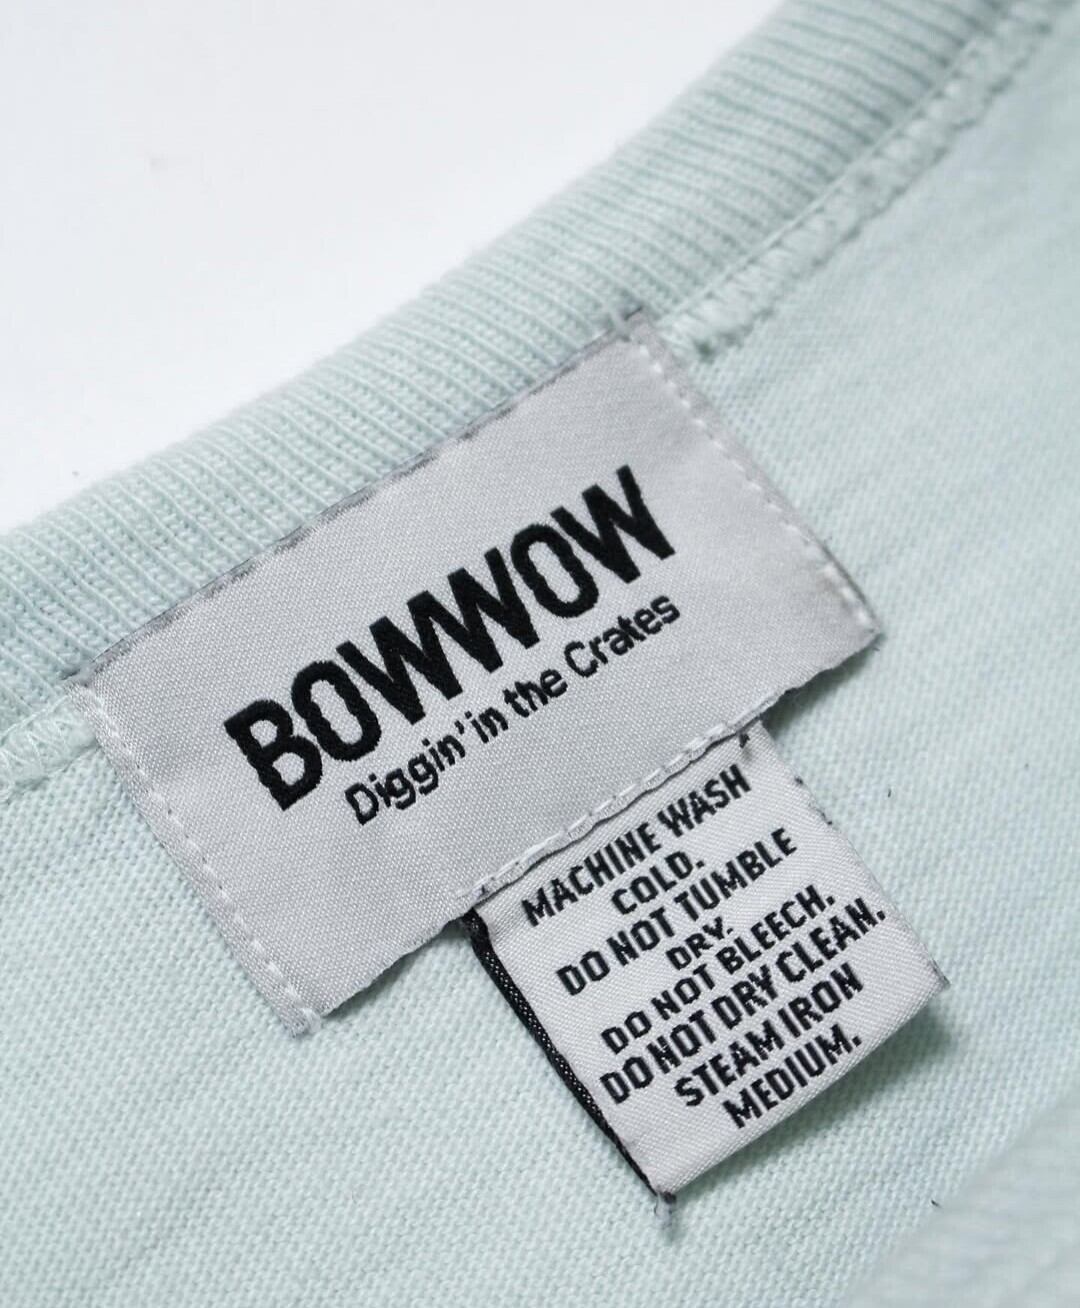 BOWWOW
Diggin' in the Crates
MACHINE WASH
COLD.
DO NOT TUMBLE
DRY.
DO NOT BLEECH.
DO NOT DRY CLEAN.
STEAM IRON
MEDIUM.